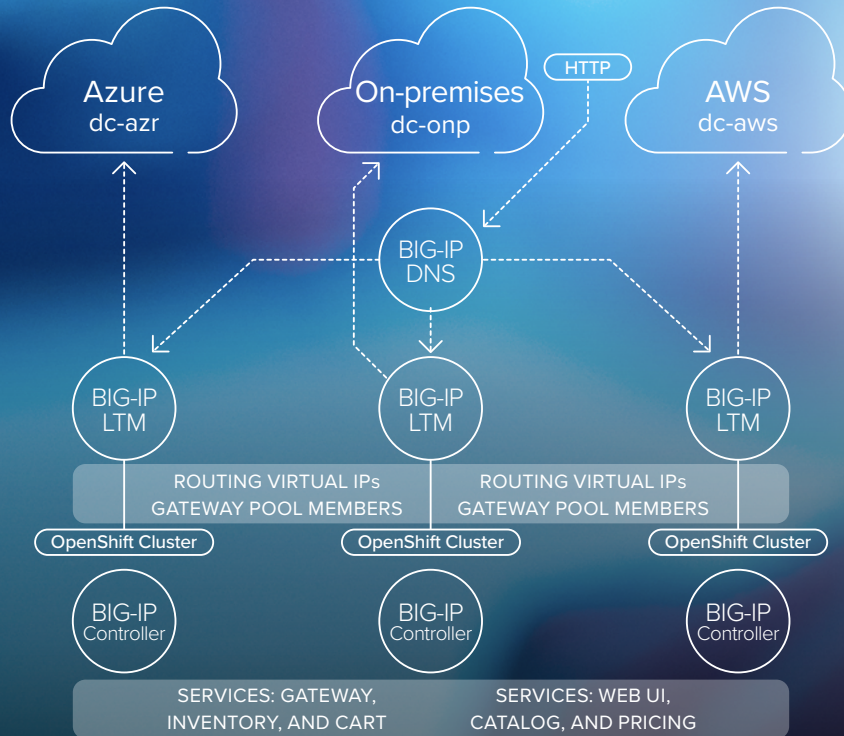 Azure
dc-azr
On-premises
dc-onp
HTTP
AWS
dc-aws
BIG-IP
DNS
BIG-IP
LTM
BIG-IP
LTM
BIG-IP
LTM
ROUTING VIRTUAL IPs
GATEWAY POOL MEMBERS
ROUTING VIRTUAL IPs
GATEWAY POOL MEMBERS
OpenShift Cluster
OpenShift Cluster
OpenShift Cluster
BIG-IP
Controller
BIG-IP
Controller
BIG-IP
Controller
SERVICES: GATEWAY,
INVENTORY, AND CART
SERVICES: WEB UI,
CATALOG, AND PRICING